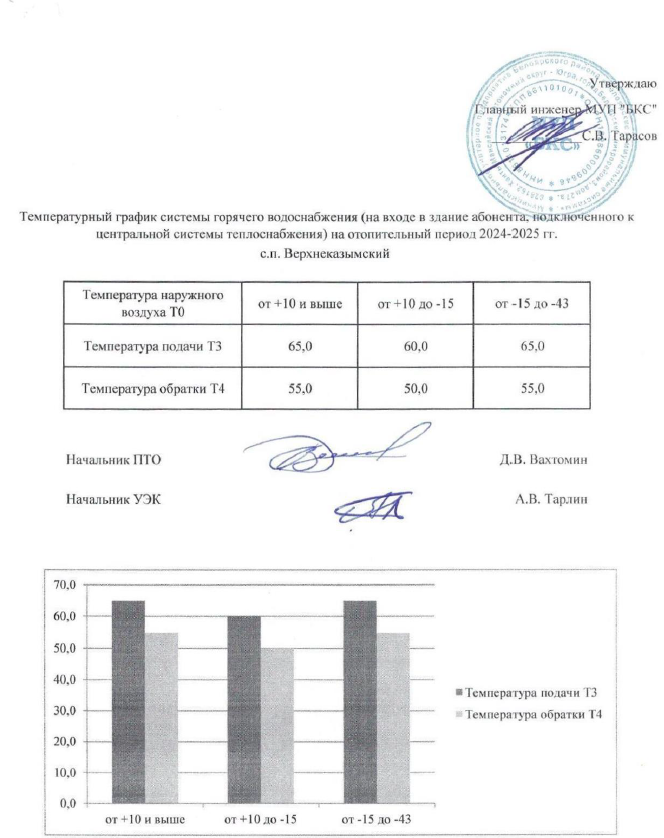 Утверждаю
Главный инженер МУП "БКС"
С.В. Тарасов
«БКС»
Температурный график системы горячего водоснабжения (на входе в здание абонента, подключенного к
центральной системы теплоснабжения) на отопительный период 2024-2025 гг.
с.п. Верхнеказымский
Температура наружного
воздуха Т0
от +10 и выше
от +10 до -15
от -15 до -43
Температура подачи Т3
65,0
60,0
65,0
Температура обратки Т4
55,0
50,0
55,0
Начальник ПТО
Д.В. Вахтомин
Начальник УЭК
А.В. Тарлин
70,0
60,0
50,0
40,0
30,0
20,0
10,0
0,0
от +10 и выше
от +10 до -15
от -15 до -43
Температура подачи Т3
Температура обратки Т4